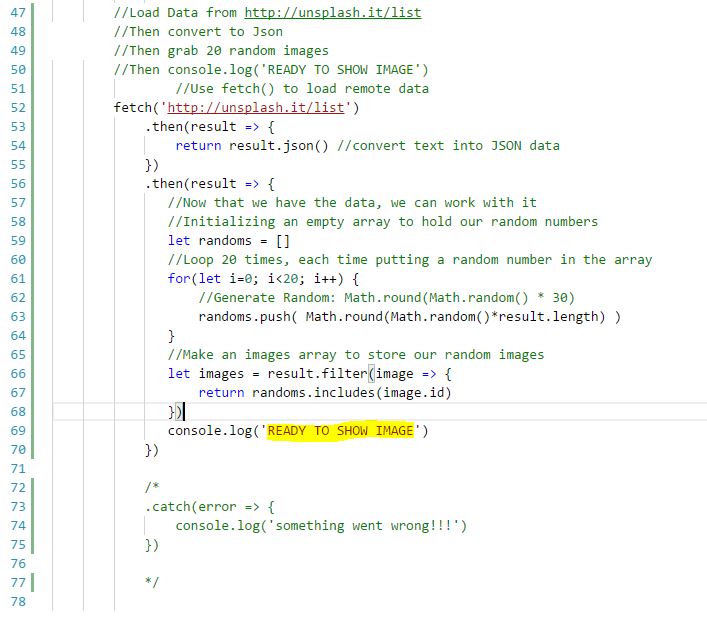 47 //Load Data from http://unsplash.it/list
48 //Then convert to Json
49 //Then grab 20 random images
50 //Then console.log('READY TO SHOW IMAGE')
51 //Use fetch() to load remote data
52 fetch('http://unsplash.it/list')
53 .then(result => {
54 return result.json() //convert text into JSON data
55 })
56 .then(result => {
57 //Now that we have the data, we can work with it
58 //Initializing an empty array to hold our random numbers
59 let randoms = []
60 //Loop 20 times, each time putting a random number in the array
61 for(let i=0; i<20; i++) {
62 //Generate Random: Math.round(Math.random() * 30)
63 randoms.push( Math.round(Math.random()*result.length) )
64 }
65 //Make an images array to store our random images
66 let images = result.filter(image => {
67 return randoms.includes(image.id)
68 })
69 console.log('READY TO SHOW IMAGE')
70 })
71
72 /*
73 .catch(error => {
74 console.log('something went wrong!!!')
75 })
76
77 */
78